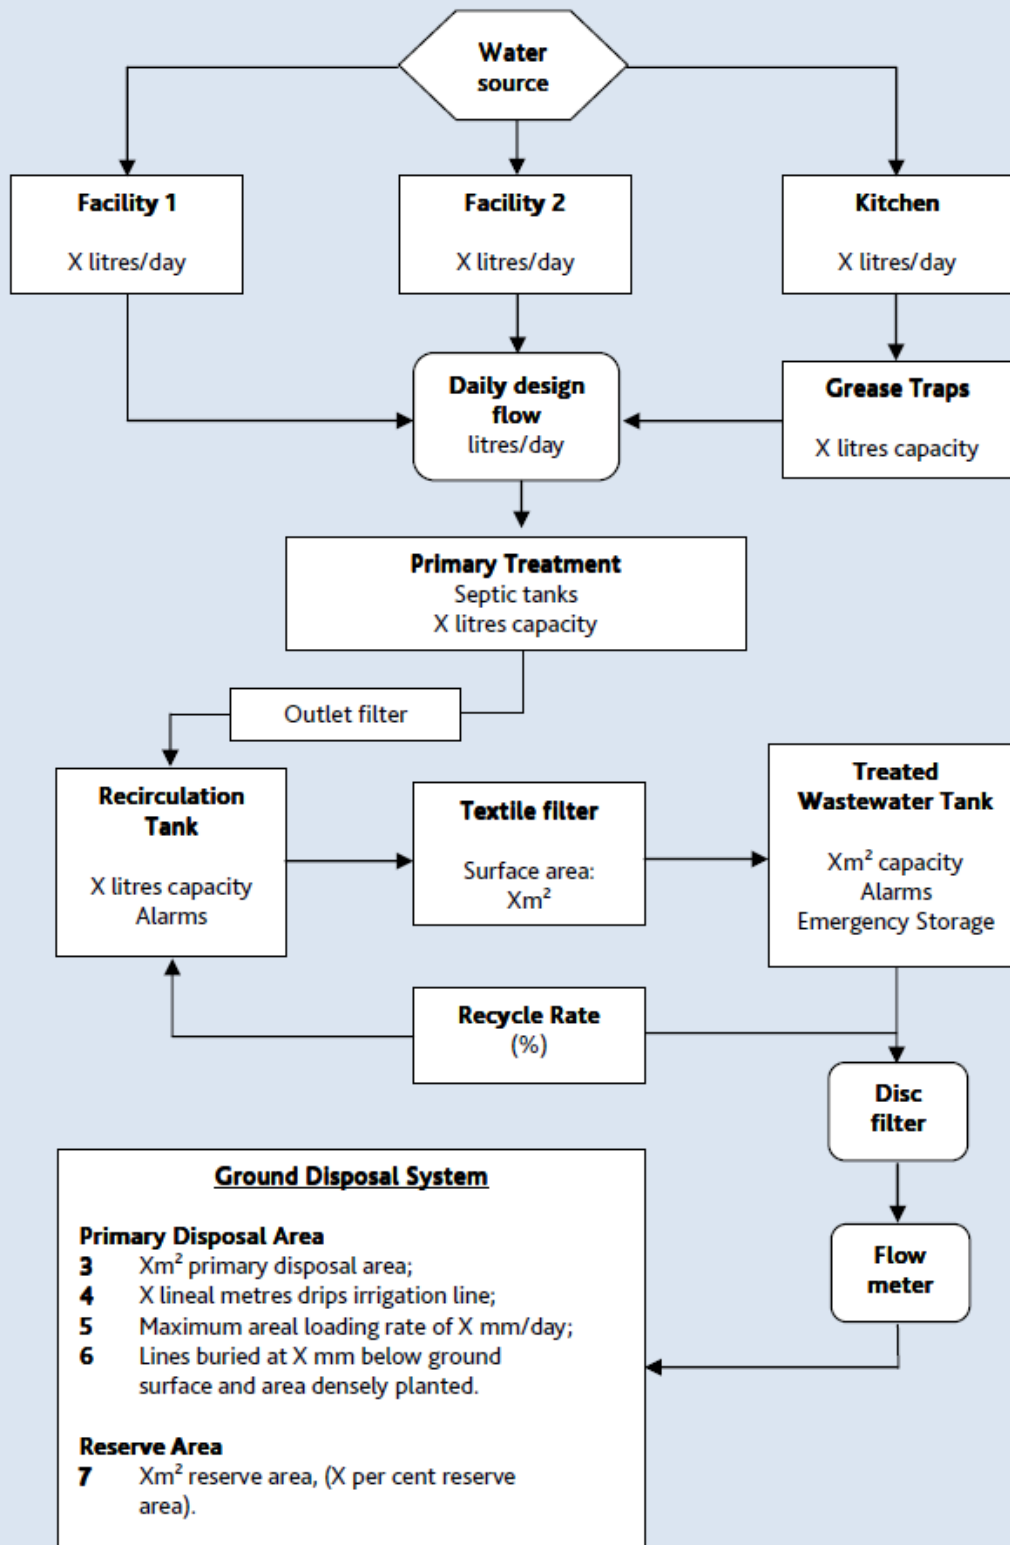 Water
source
Facility 1
X litres/day
Facility 2
X litres/day
Kitchen
X litres/day
Daily design
flow
litres/day
Grease Traps
X litres capacity
Primary Treatment
Septic tanks
X litres capacity
Outlet filter
Recirculation
Tank
X litres capacity
Alarms
Textile filter
Surface area:
Xm²
Treated
Wastewater Tank
Xm² capacity
Alarms
Emergency Storage
Recycle Rate
(%)
Disc
filter
Flow
meter
Ground Disposal System
Primary Disposal Area
3 Xm² primary disposal area;
4 X lineal metres drips irrigation line;
5 Maximum areal loading rate of X mm/day;
6 Lines buried at X mm below ground
surface and area densely planted.
Reserve Area
7 Xm² reserve area, (X per cent reserve
area).